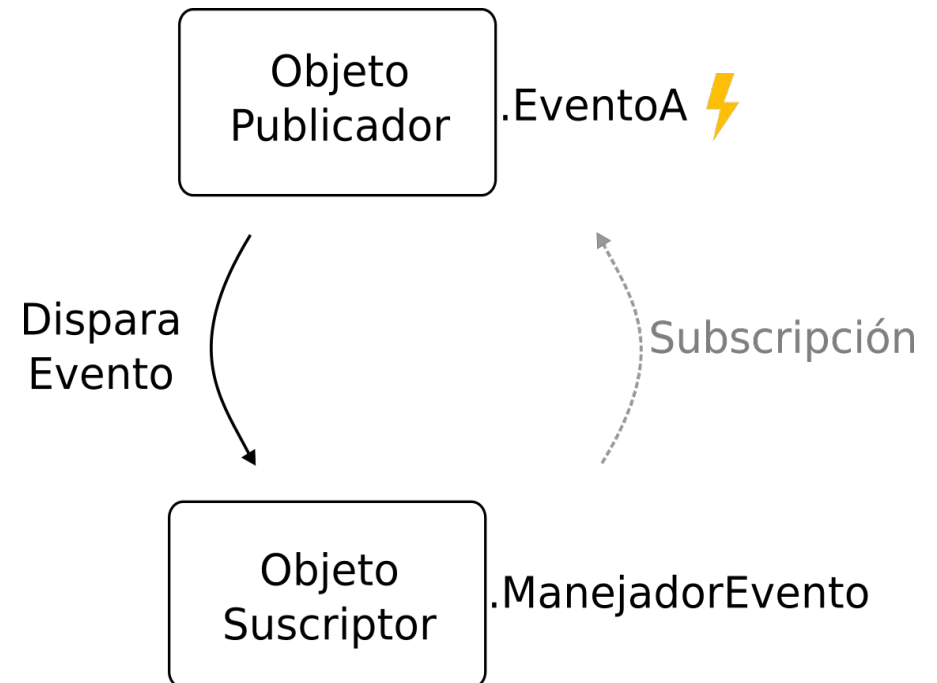 Objeto
Publicador
.EventoA
Dispara
Evento
Subscripción
Objeto
Suscriptor
.ManejadorEvento